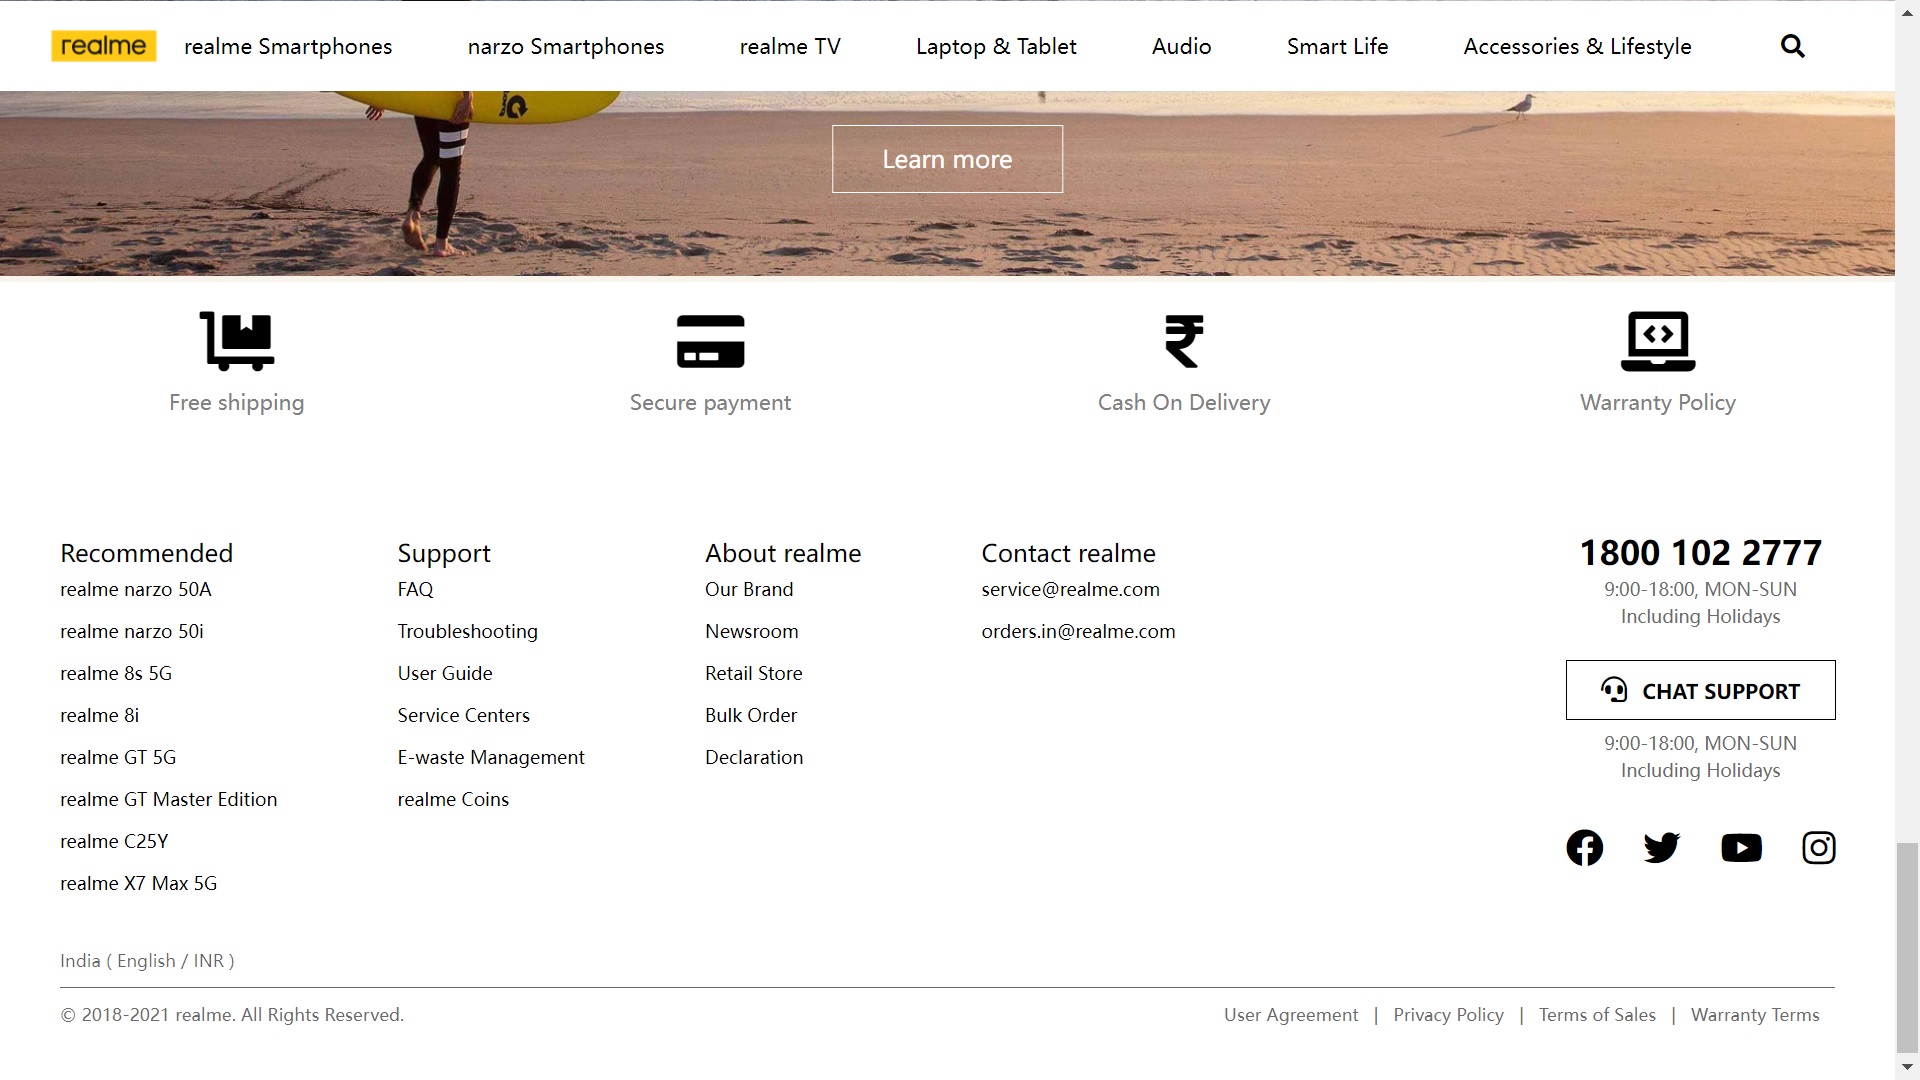 realme
realme Smartphones
narzo Smartphones
realme TV
Laptop & Tablet
Audio
Smart Life
Accessories & Lifestyle
Learn more
Free shipping
Secure payment
Cash On Delivery
Warranty Policy
Recommended
realme narzo 50A
realme narzo 50i
realme 8s 5G
realme 8i
realme GT 5G
realme GT Master Edition
realme C25Y
realme X7 Max 5G
Support
FAQ
Troubleshooting
User Guide
Service Centers
E-waste Management
realme Coins
About realme
Our Brand
Newsroom
Retail Store
Bulk Order
Declaration
Contact realme
service@realme.com
orders.in@realme.com
1800 102 2777
9:00-18:00, MON-SUN
Including Holidays
CHAT SUPPORT
9:00-18:00, MON-SUN
Including Holidays
India ( English / INR )
© 2018-2021 realme. All Rights Reserved.
User Agreement | Privacy Policy | Terms of Sales | Warranty Terms